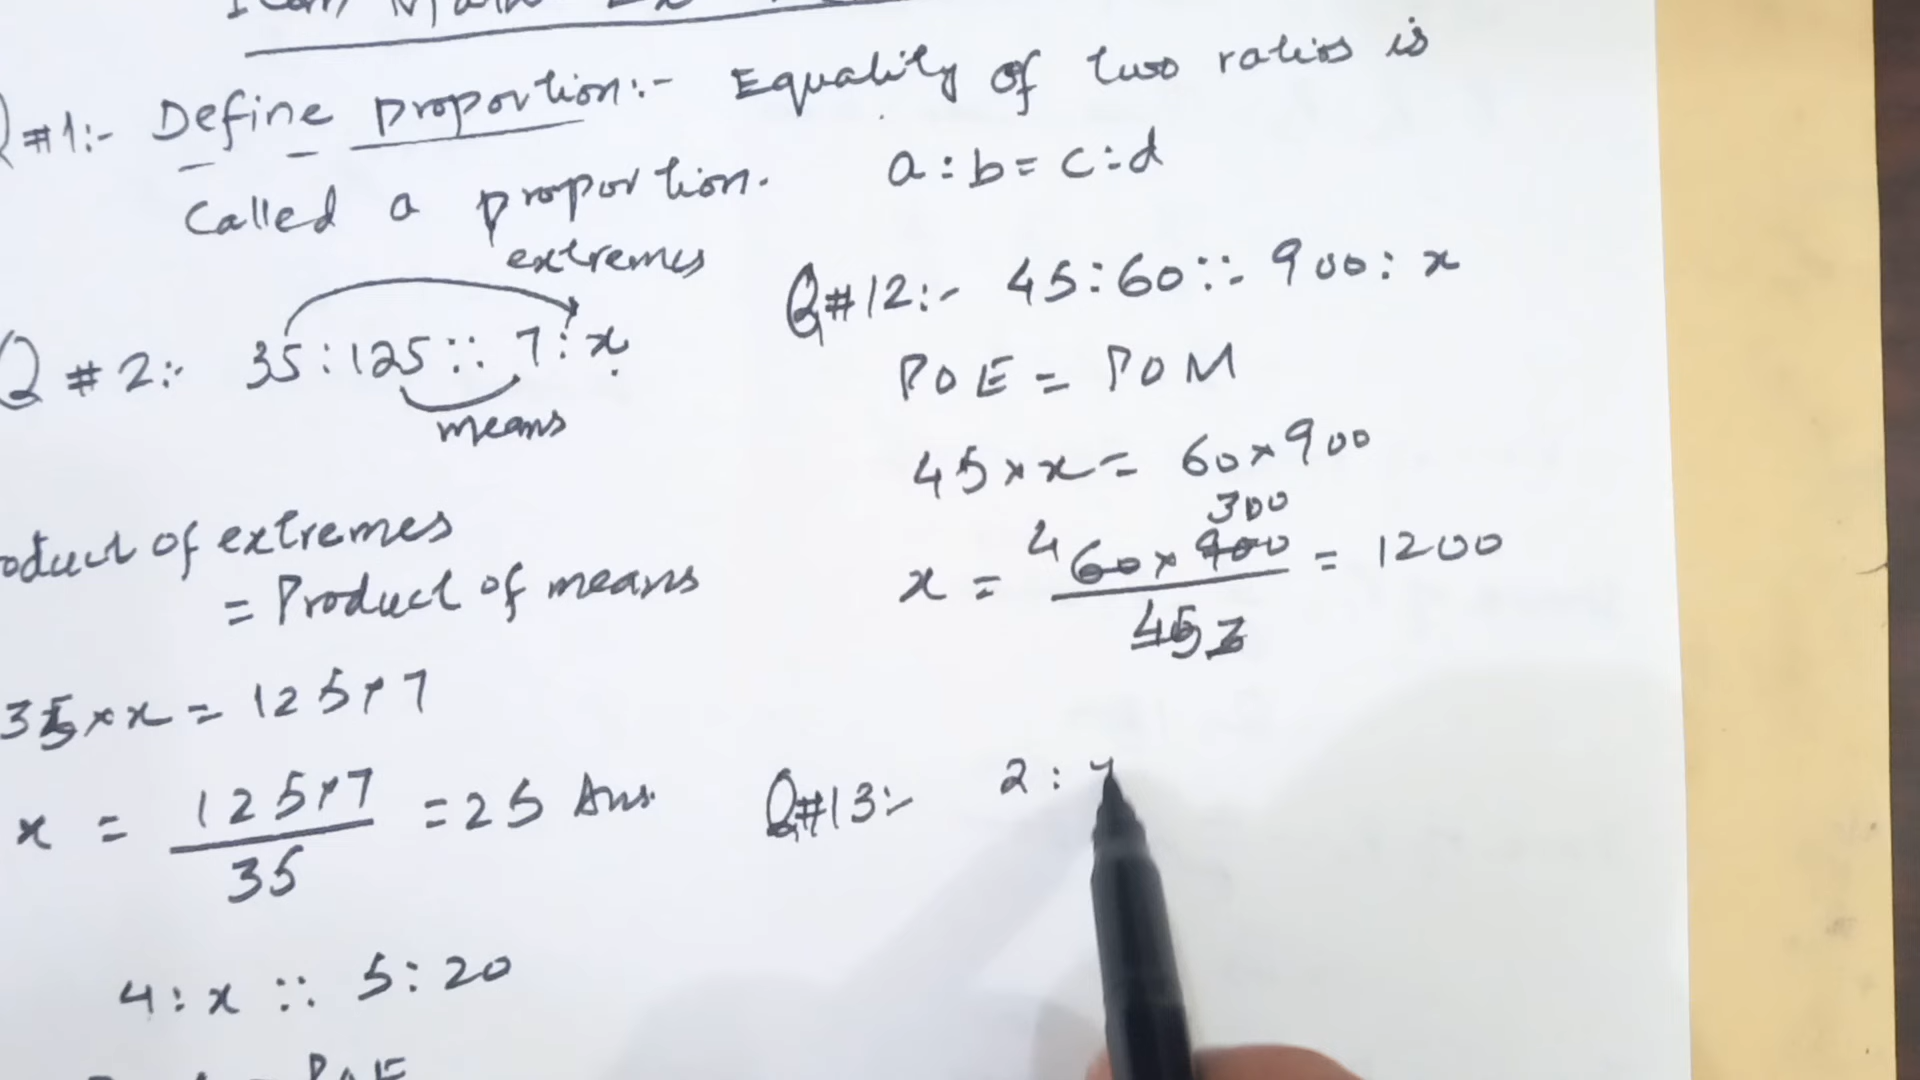 #1:- Define proportion:- Equality of two ratios is
Called a proportion. a : b = c : d
extremes
Q # 2:- 35 : 125 :: 7 : x
means
oduct of extremes
= Product of means
35 × x = 125 × 7
x = 125 × 7 / 35 = 25 Ans.
4 : x :: 5 : 20
Q#12:- 45 : 60 :: 900 : x
POE = POM
45 × x = 60 × 900
300
x = 4 60 × 900 / 45 3 = 1200
Q#13:- 2 :